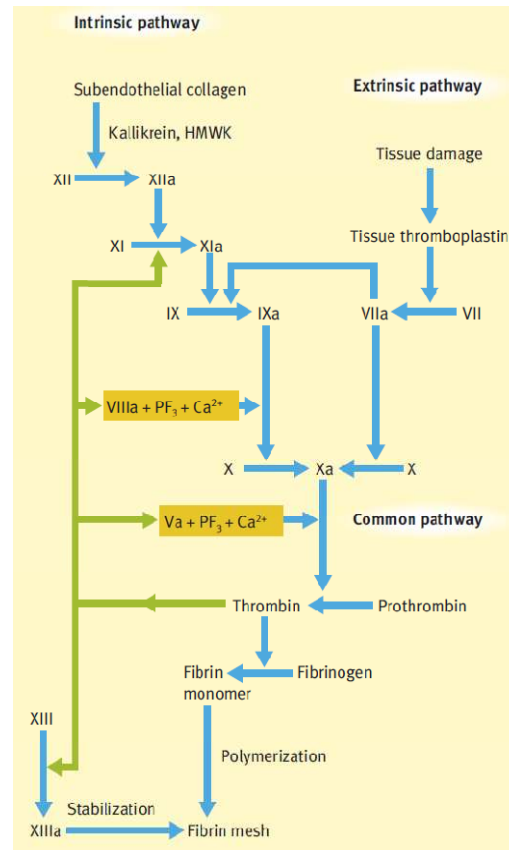 Intrinsic pathway
Subendothelial collagen
Extrinsic pathway
Kallikrein, HMWK
Tissue damage
XII
XIIa
Tissue thromboplastin
XI
XIa
IX
IXa
VIIa
VII
VIIIa + PF₃ + Ca²⁺
X
Xa
X
Va + PF₃ + Ca²⁺
Common pathway
Thrombin
Prothrombin
Fibrin
monomer
Fibrinogen
XIII
Polymerization
Stabilization
XIIIa
Fibrin mesh